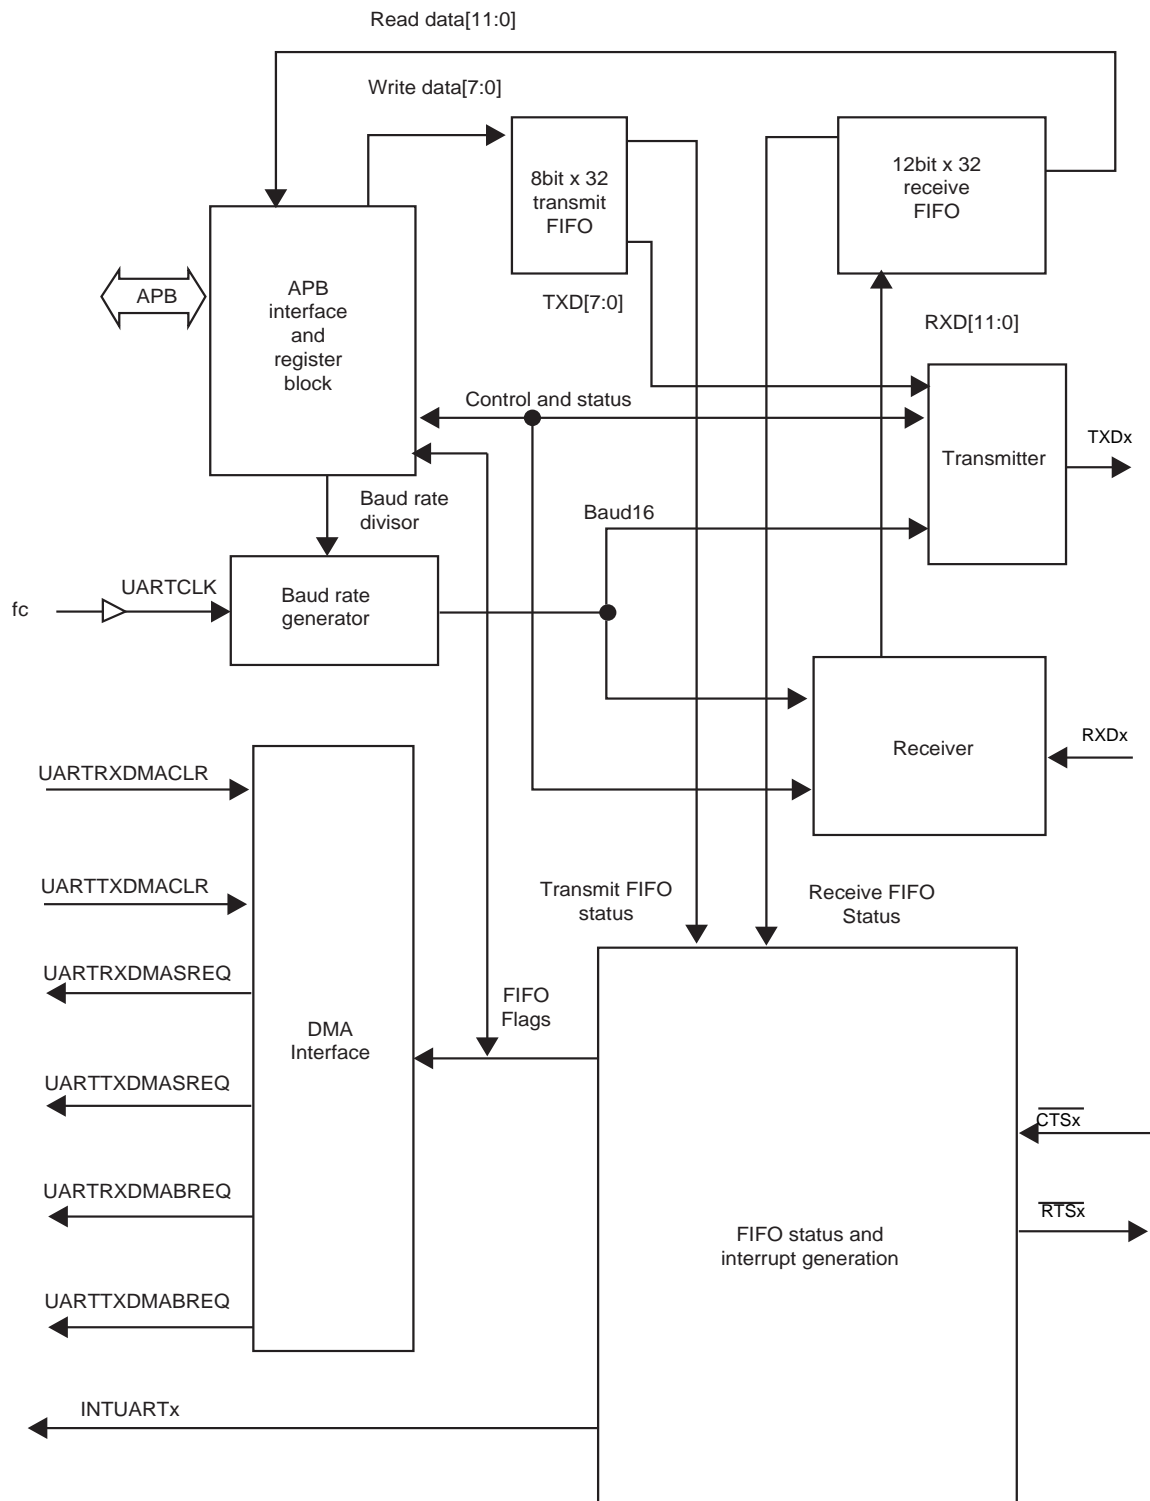 Read data[11:0]
Write data[7:0]
8bit x 32
transmit
FIFO
12bit x 32
receive
FIFO
APB
APB
interface
and
register
block
TXD[7:0]
RXD[11:0]
Control and status
TXDx
Transmitter
Baud rate
divisor
Baud16
UARTCLK
fc
Baud rate
generator
RXDx
Receiver
UARTRXDMACLR
UARTTXDMACLR
Transmit FIFO
status
Receive FIFO
Status
UARTRXDMASREQ
FIFO
Flags
DMA
Interface
UARTTXDMASREQ
CTSx
UARTRXDMABREQ
RTSx
FIFO status and
interrupt generation
UARTTXDMABREQ
INTUARTx